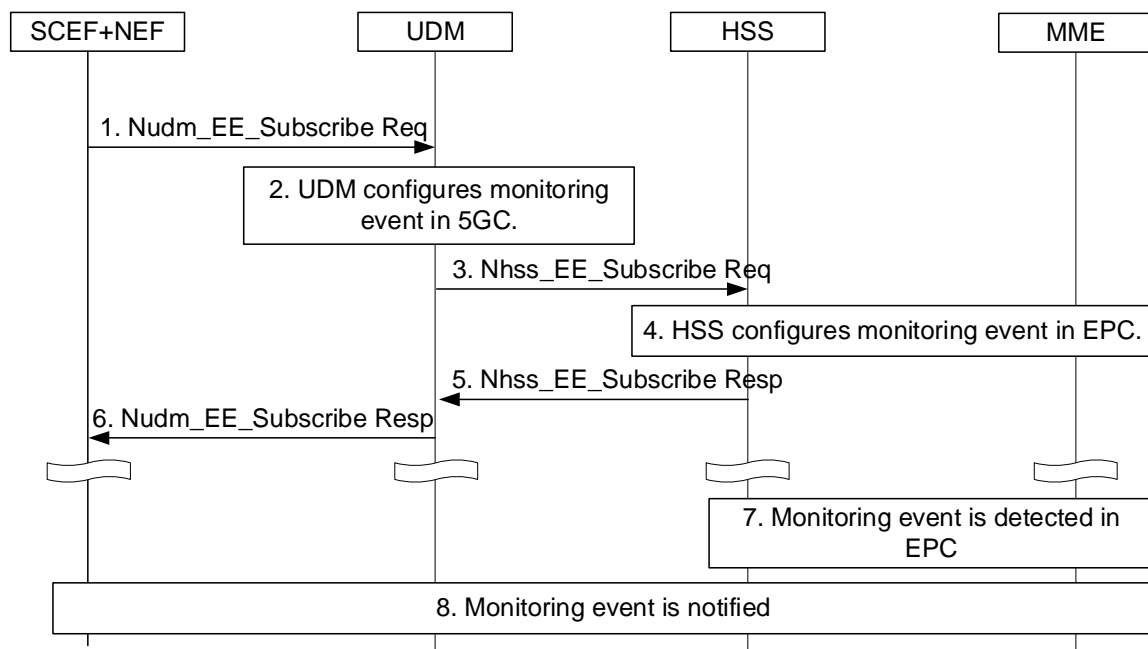 SCEF+NEF
UDM
HSS
MME
1. Nudm_EE_Subscribe Req
2. UDM configures monitoring
event in 5GC.
3. Nhss_EE_Subscribe Req
4. HSS configures monitoring event in EPC.
5. Nhss_EE_Subscribe Resp
6. Nudm_EE_Subscribe Resp
7. Monitoring event is detected in
EPC
8. Monitoring event is notified